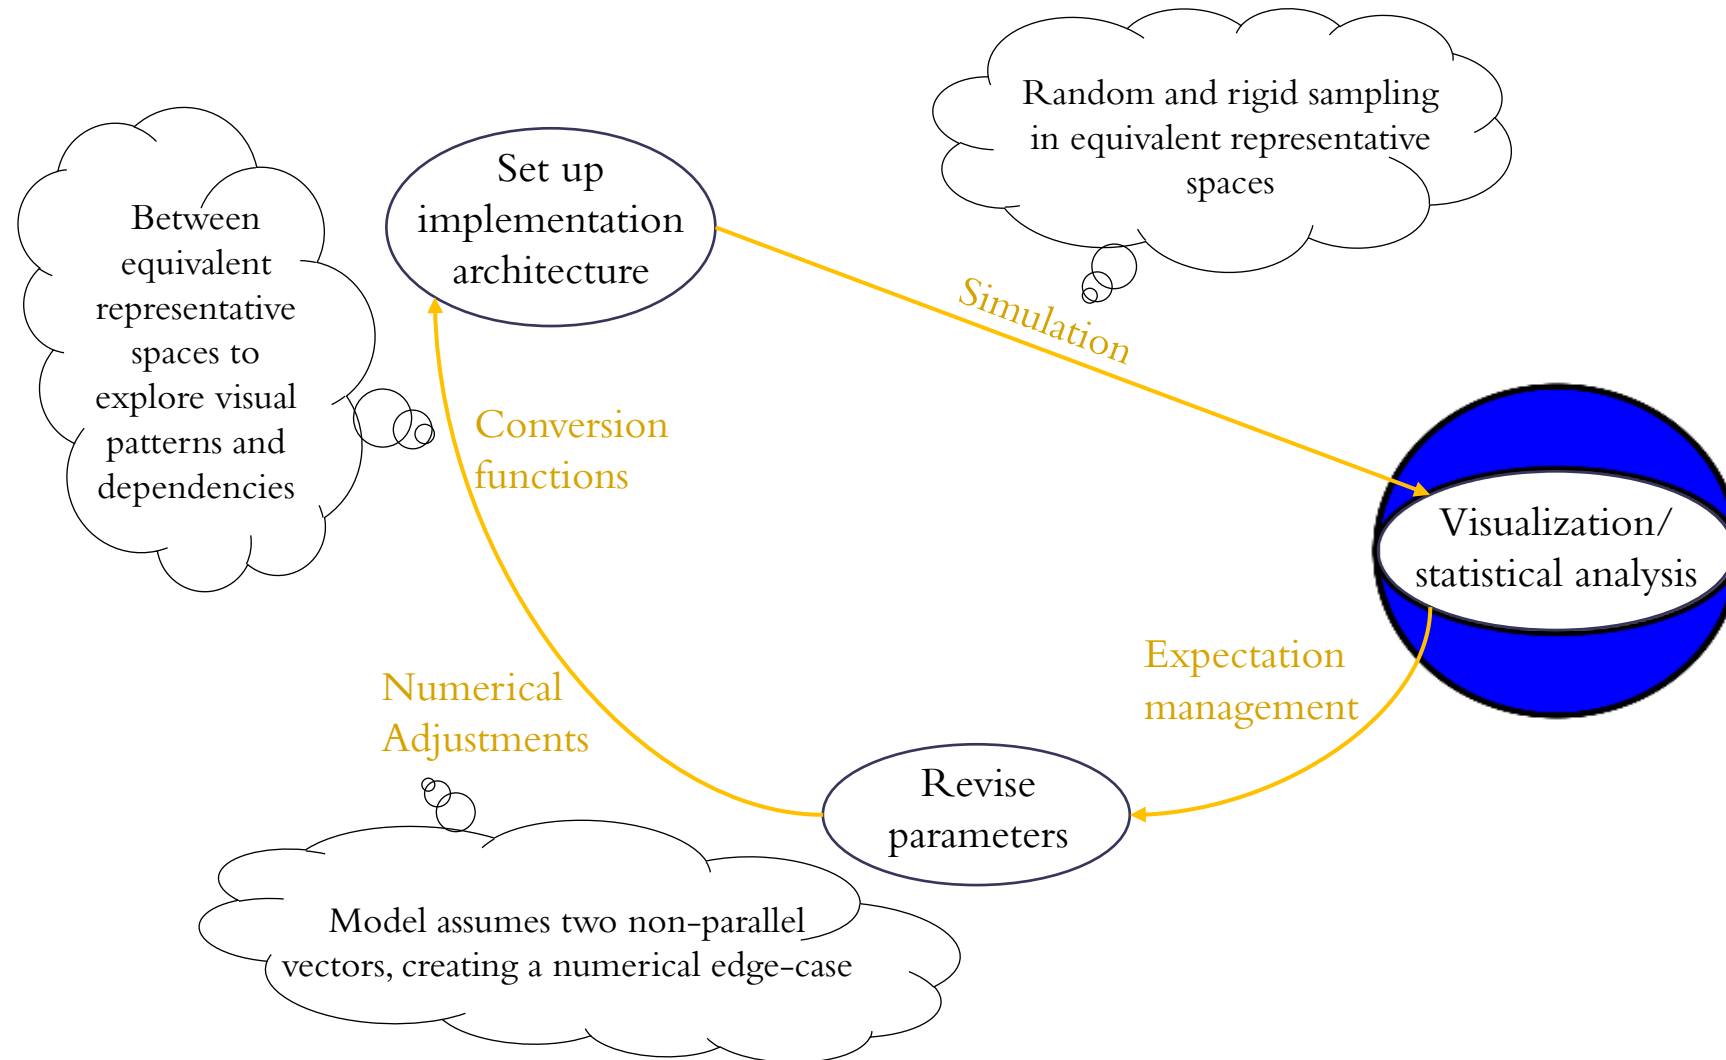 Random and rigid sampling
in equivalent representative
spaces
Set up
implementation
architecture
Between
equivalent
representative
spaces to
explore visual
patterns and
dependencies
Simulation
Conversion
functions
Visualization/
statistical analysis
Expectation
management
Numerical
Adjustments
Revise
parameters
Model assumes two non-parallel
vectors, creating a numerical edge-case